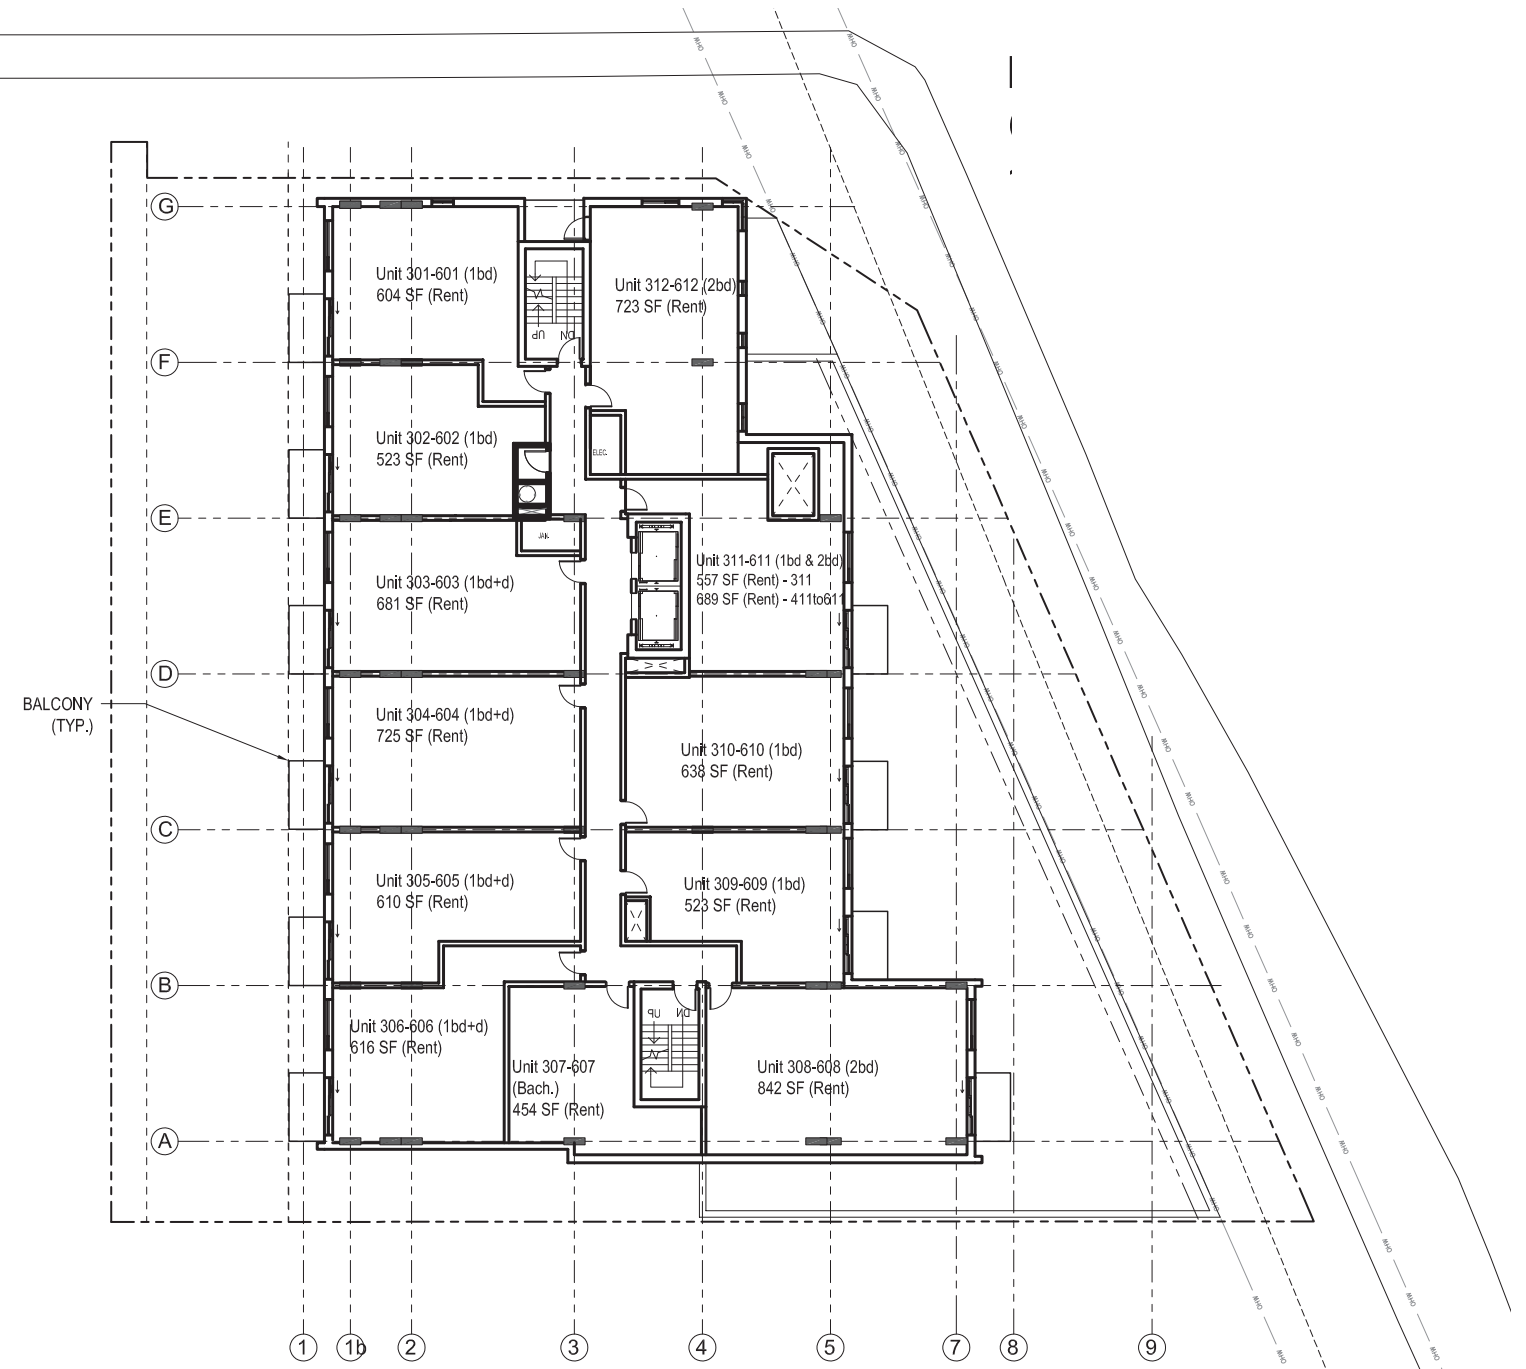 G
Unit 301-601 (1bd)
604 SF (Rent)
UP
DN
Unit 312-612 (2bd)
723 SF (Rent)
F
Unit 302-602 (1bd)
523 SF (Rent)
ELEC.
E
JAN.
Unit 303-603 (1bd+d)
681 SF (Rent)
Unit 311-611 (1bd & 2bd)
557 SF (Rent) - 311
689 SF (Rent) - 411to611
D
BALCONY
(TYP.)
Unit 304-604 (1bd+d)
725 SF (Rent)
Unit 310-610 (1bd)
638 SF (Rent)
C
Unit 305-605 (1bd+d)
610 SF (Rent)
Unit 309-609 (1bd)
523 SF (Rent)
B
Unit 306-606 (1bd+d)
616 SF (Rent)
UP
DN
Unit 307-607
(Bach.)
454 SF (Rent)
Unit 308-608 (2bd)
842 SF (Rent)
A
1
1b
2
3
4
5
7
8
9
OHW